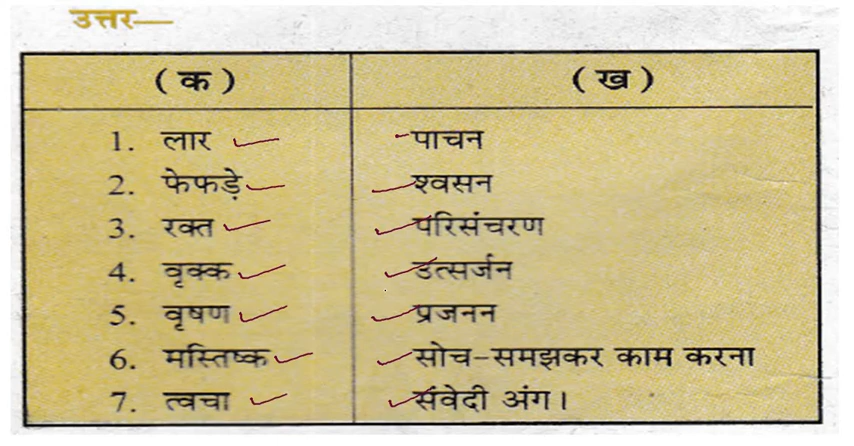 उत्तर—
(क) (ख)
1. लार पाचन
2. फेफड़े श्वसन
3. रक्त परिसंचरण
4. वृक्क उत्सर्जन
5. वृषण प्रजनन
6. मस्तिष्क सोच-समझकर काम करना
7. त्वचा संवेदी अंग।